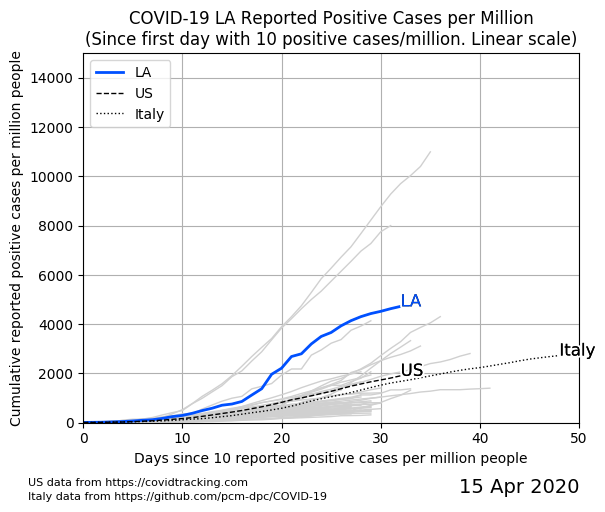 COVID-19 LA Reported Positive Cases per Million
(Since first day with 10 positive cases/million. Linear scale)
Cumulative reported positive cases per million people
14000
12000
10000
8000
6000
4000
2000
0
LA
US
Italy
LA
US
Italy
0 10 20 30 40 50
Days since 10 reported positive cases per million people
US data from https://covidtracking.com
Italy data from https://github.com/pcm-dpc/COVID-19
15 Apr 2020